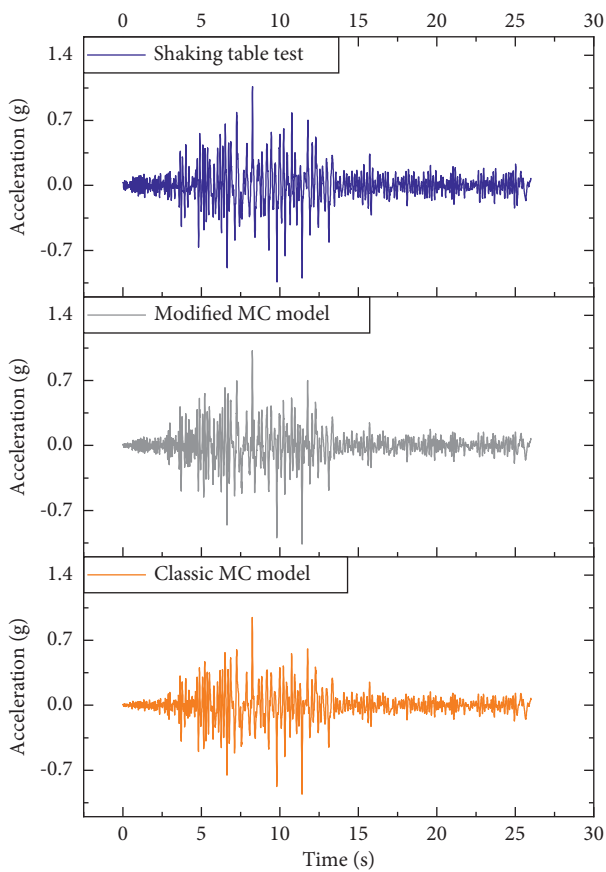 0 5 10 15 20 25 30
Shaking table test
1.4
0.7
0.0
-0.7
Acceleration (g)
Modified MC model
1.4
0.7
0.0
-0.7
Acceleration (g)
Classic MC model
1.4
0.7
0.0
-0.7
Acceleration (g)
0 5 10 15 20 25 30
Time (s)